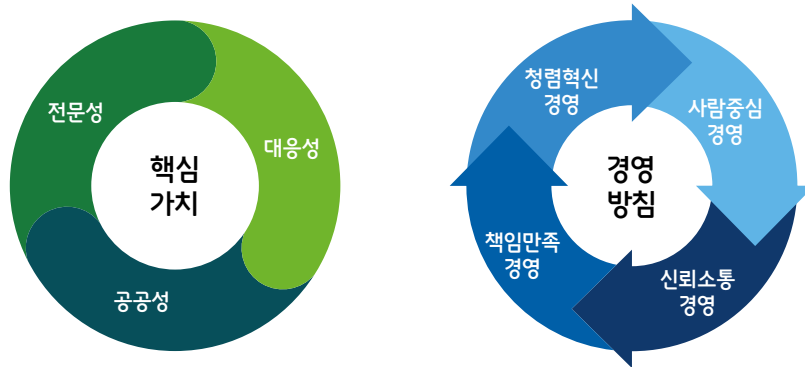 전문성
대응성
공공성
핵심
가치
청렴혁신
경영
사람중심
경영
신뢰소통
경영
책임만족
경영
경영
방침